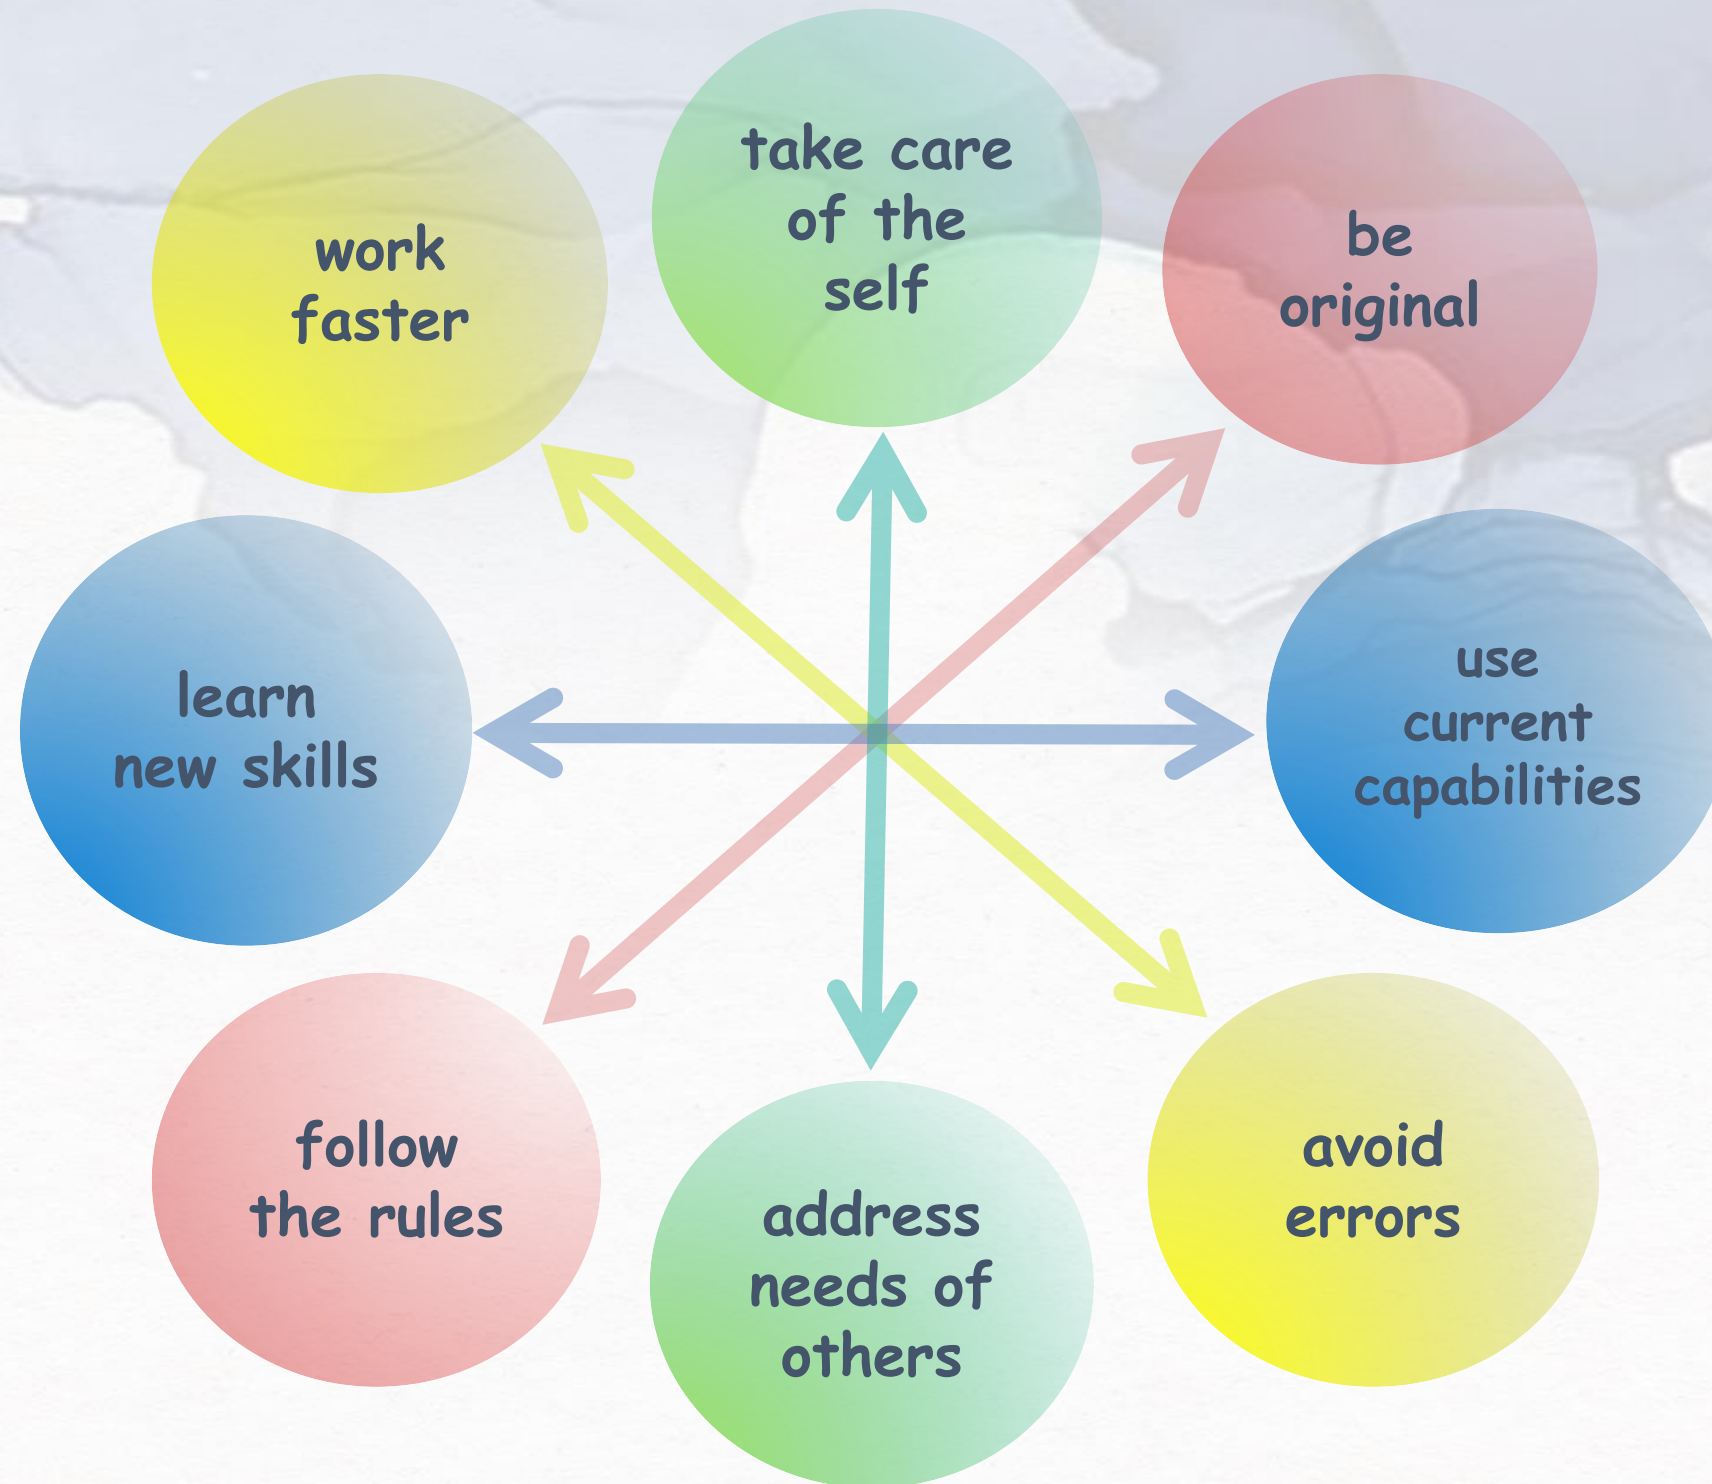 take care
of the
self
work
faster
be
original
learn
new skills
use
current
capabilities
follow
the rules
avoid
errors
address
needs of
others